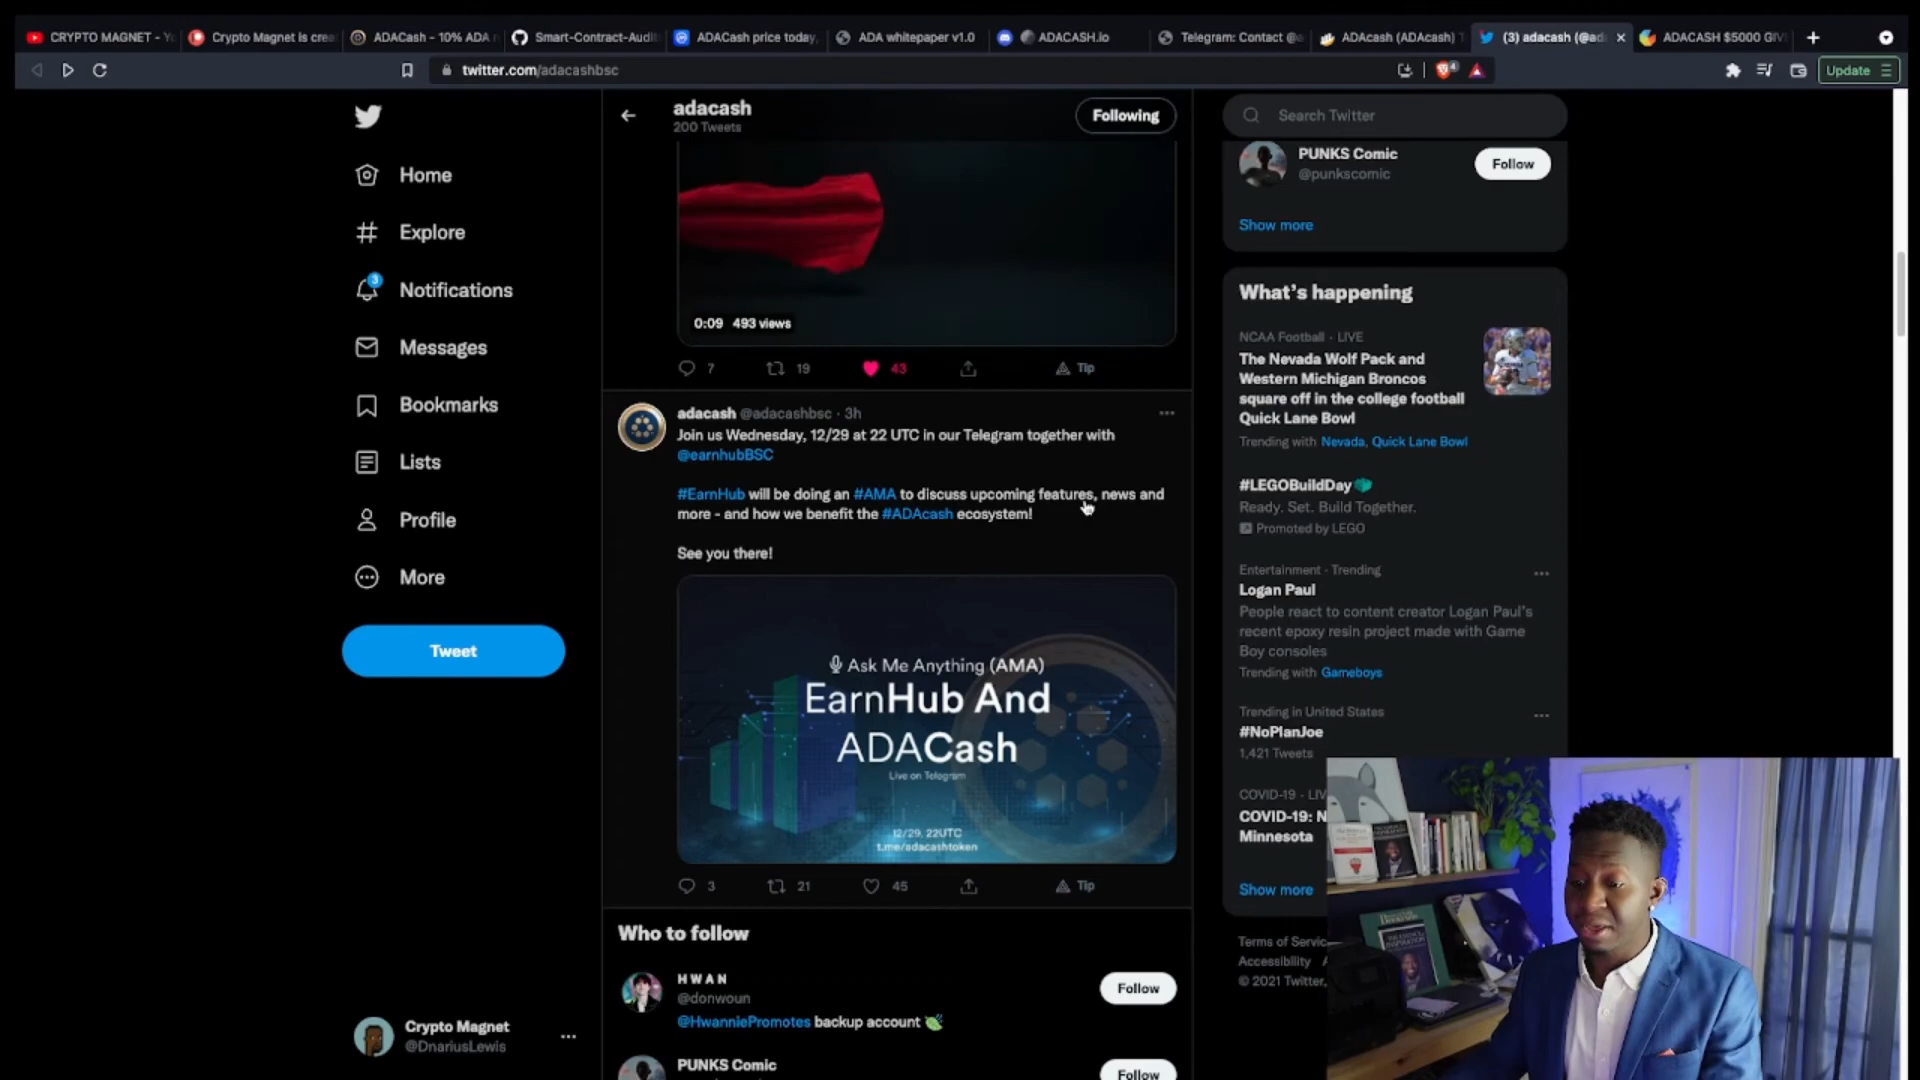 CRYPTO MAGNET - Y
Crypto Magnet is crea
ADACash - 10% ADA r
Smart-Contract-Audit
ADACash price today,
ADA whitepaper v1.0
ADACASH.io
Telegram: Contact @a
ADAcash (ADAcash) T
(3) adacash (@ada
ADACASH $5000 GIV
twitter.com/adacashbsc
Update
Home
Explore
3
Notifications
Messages
Bookmarks
Lists
Profile
More
Tweet
Crypto Magnet
@DnariusLewis
adacash
200 Tweets
Following
0:09 493 views
7 19 43 Tip
adacash @adacashbsc · 3h
Join us Wednesday, 12/29 at 22 UTC in our Telegram together with
@earnhubBSC
#EarnHub will be doing an #AMA to discuss upcoming features, news and
more - and how we benefit the #ADAcash ecosystem!
See you there!
Ask Me Anything (AMA)
EarnHub And
ADACash
Live on Telegram
12/29, 22UTC
t.me/adacashtoken
3 21 45 Tip
Who to follow
HWAN
@donwoun
Follow
@HwanniePromotes backup account
PUNKS Comic
Follow
Search Twitter
PUNKS Comic
@punkscomic
Follow
Show more
What's happening
NCAA Football · LIVE
The Nevada Wolf Pack and
Western Michigan Broncos
square off in the college football
Quick Lane Bowl
Trending with Nevada, Quick Lane Bowl
#LEGOBuildDay
Ready. Set. Build Together.
Promoted by LEGO
Entertainment · Trending
Logan Paul
People react to content creator Logan Paul's
recent epoxy resin project made with Game
Boy consoles
Trending with Gameboys
Trending in United States
#NoPlanJoe
1,421 Tweets
COVID-19 · LIV
COVID-19: N
Minnesota
Show more
Terms of Servic
Accessibility
© 2021 Twitter,